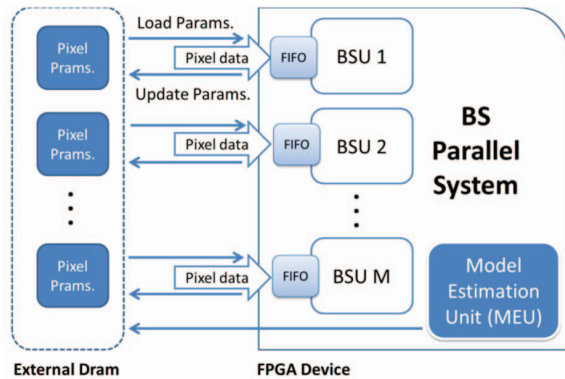 Load Params.
Pixel
Prams.
Pixel data
FIFO
BSU 1
Update Params.
Pixel
Prams.
Pixel data
FIFO
BSU 2
BS
Parallel
System
Pixel
Prams.
Pixel data
FIFO
BSU M
Model
Estimation
Unit (MEU)
External Dram
FPGA Device